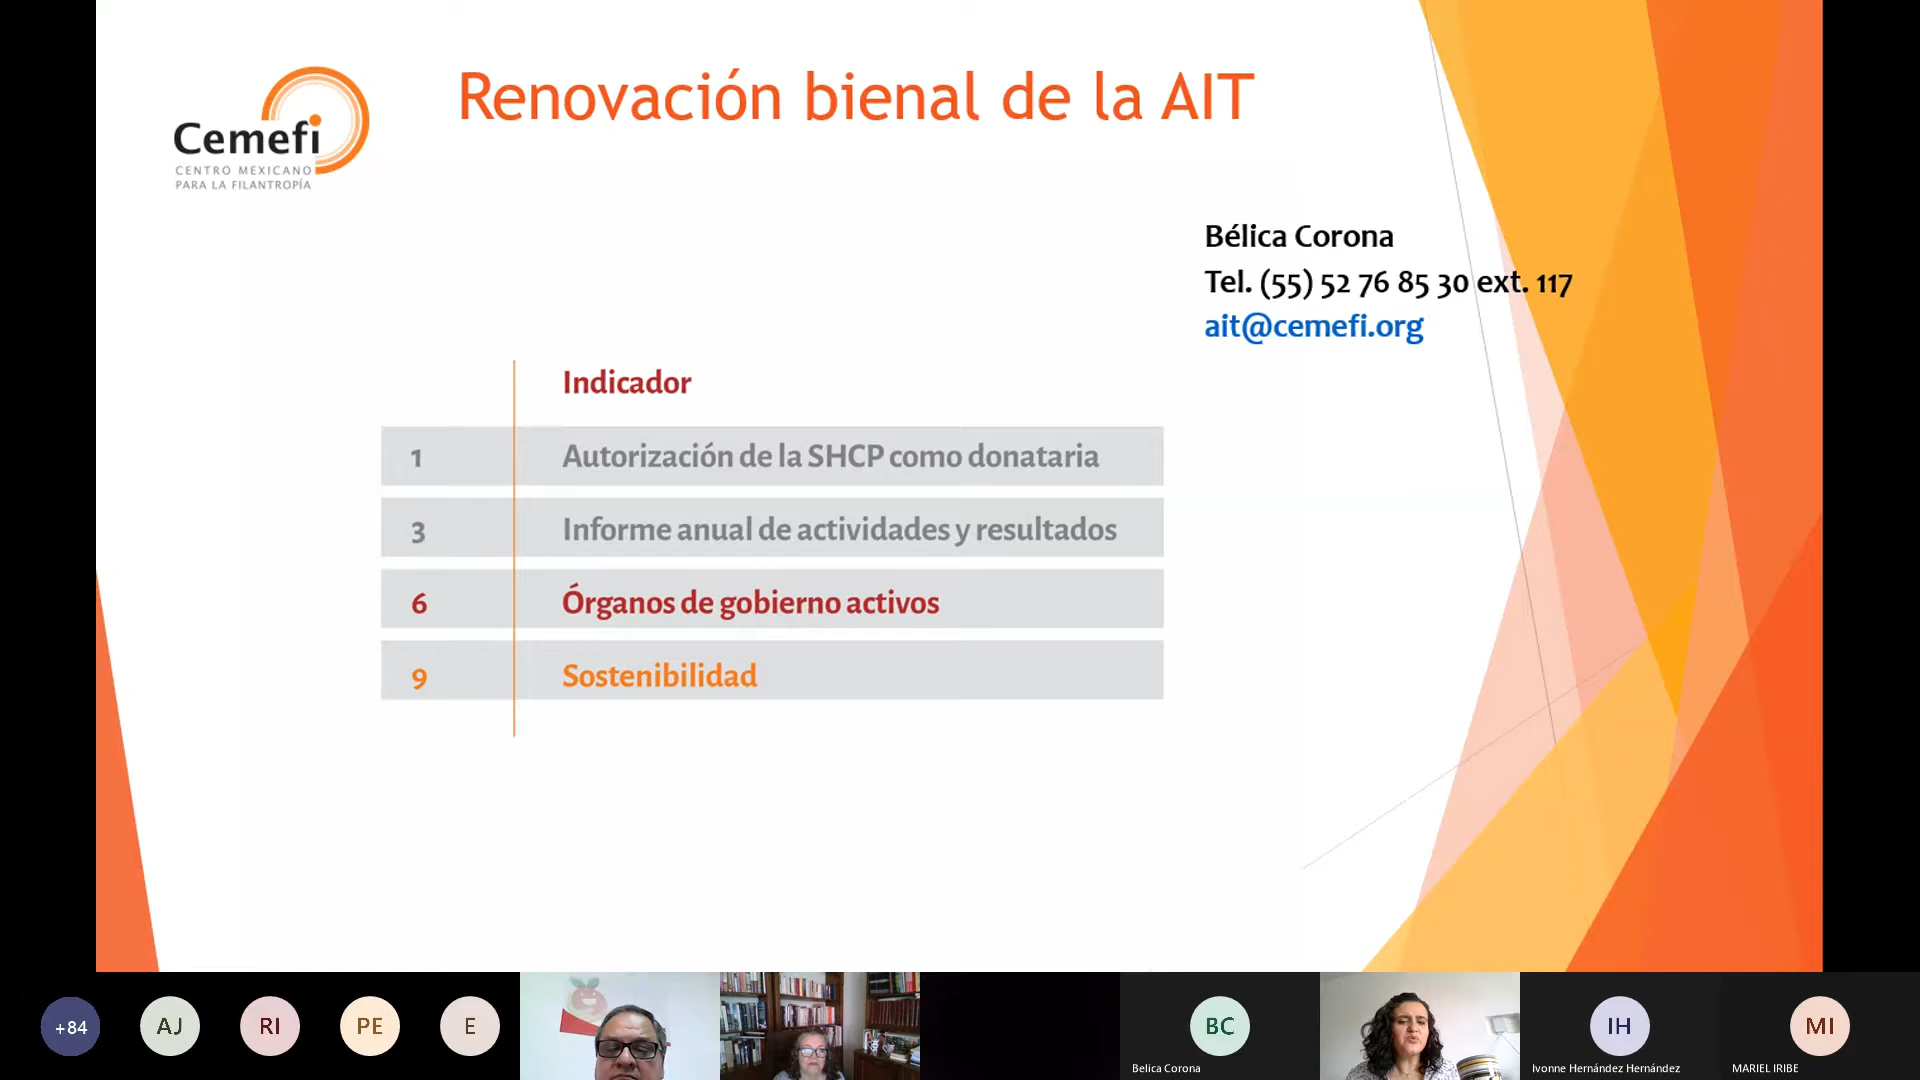 Renovación bienal de la AIT
Cemefi
CENTRO MEXICANO
PARA LA FILANTROPÍA
Bélica Corona
Tel. (55) 52 76 85 30 ext. 117
ait@cemefi.org
Indicador
1 Autorización de la SHCP como donataria
3 Informe anual de actividades y resultados
6 Órganos de gobierno activos
9 Sostenibilidad
+84
AJ
RI
PE
E
BC
Belica Corona
IH
Ivonne Hernández Hernández
MI
MARIEL IRIBE